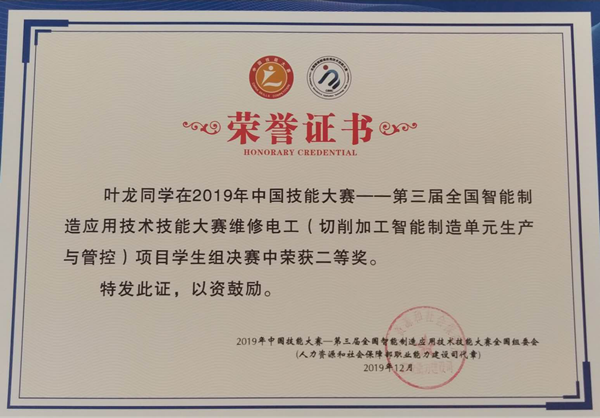 荣誉证书
HONORARY CREDENTIAL
叶龙同学在2019年中国技能大赛——第三届全国智能制
造应用技术技能大赛维修电工（切削加工智能制造单元生产
与管控）项目学生组决赛中荣获二等奖。
特发此证，以资鼓励。
2019年中国技能大赛—第三届全国智能制造应用技术技能大赛全国组委会
(人力资源和社会保障部职业能力建设司代章)
2019年12月